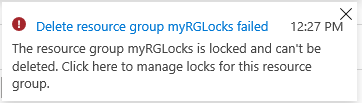 Delete resource group myRGLocks failed 12:27 PM
The resource group myRGLocks is locked and can't be
deleted. Click here to manage locks for this resource
group.